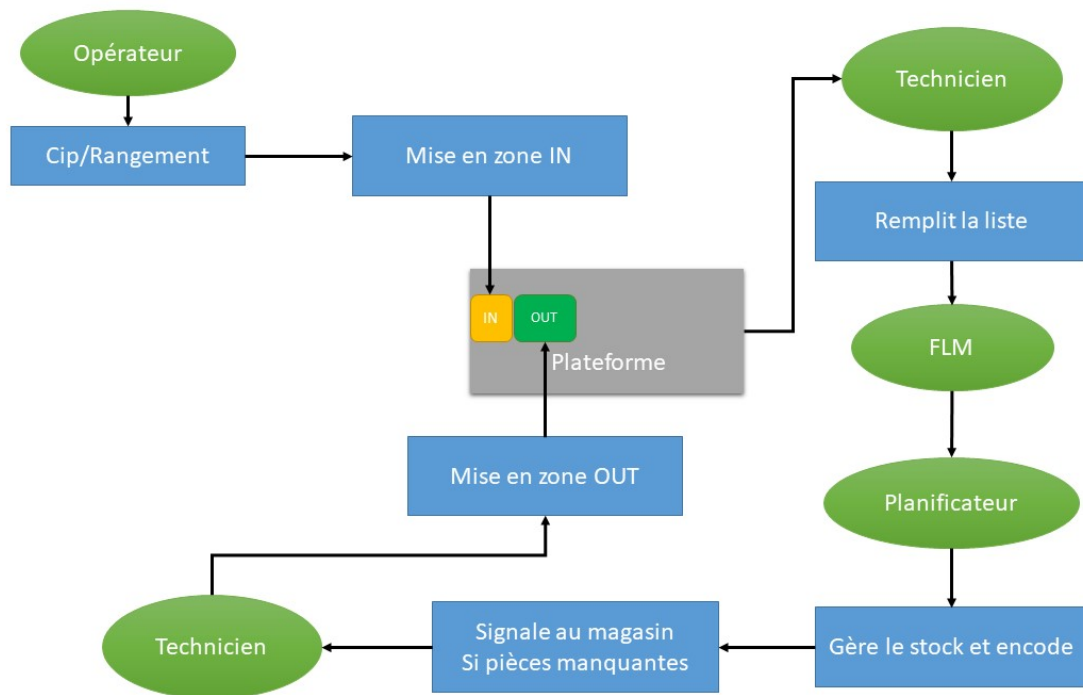 Opérateur
Technicien
Cip/Rangement
Mise en zone IN
Remplit la liste
IN
OUT
Plateforme
FLM
Mise en zone OUT
Planificateur
Technicien
Signale au magasin
Si pièces manquantes
Gère le stock et encode